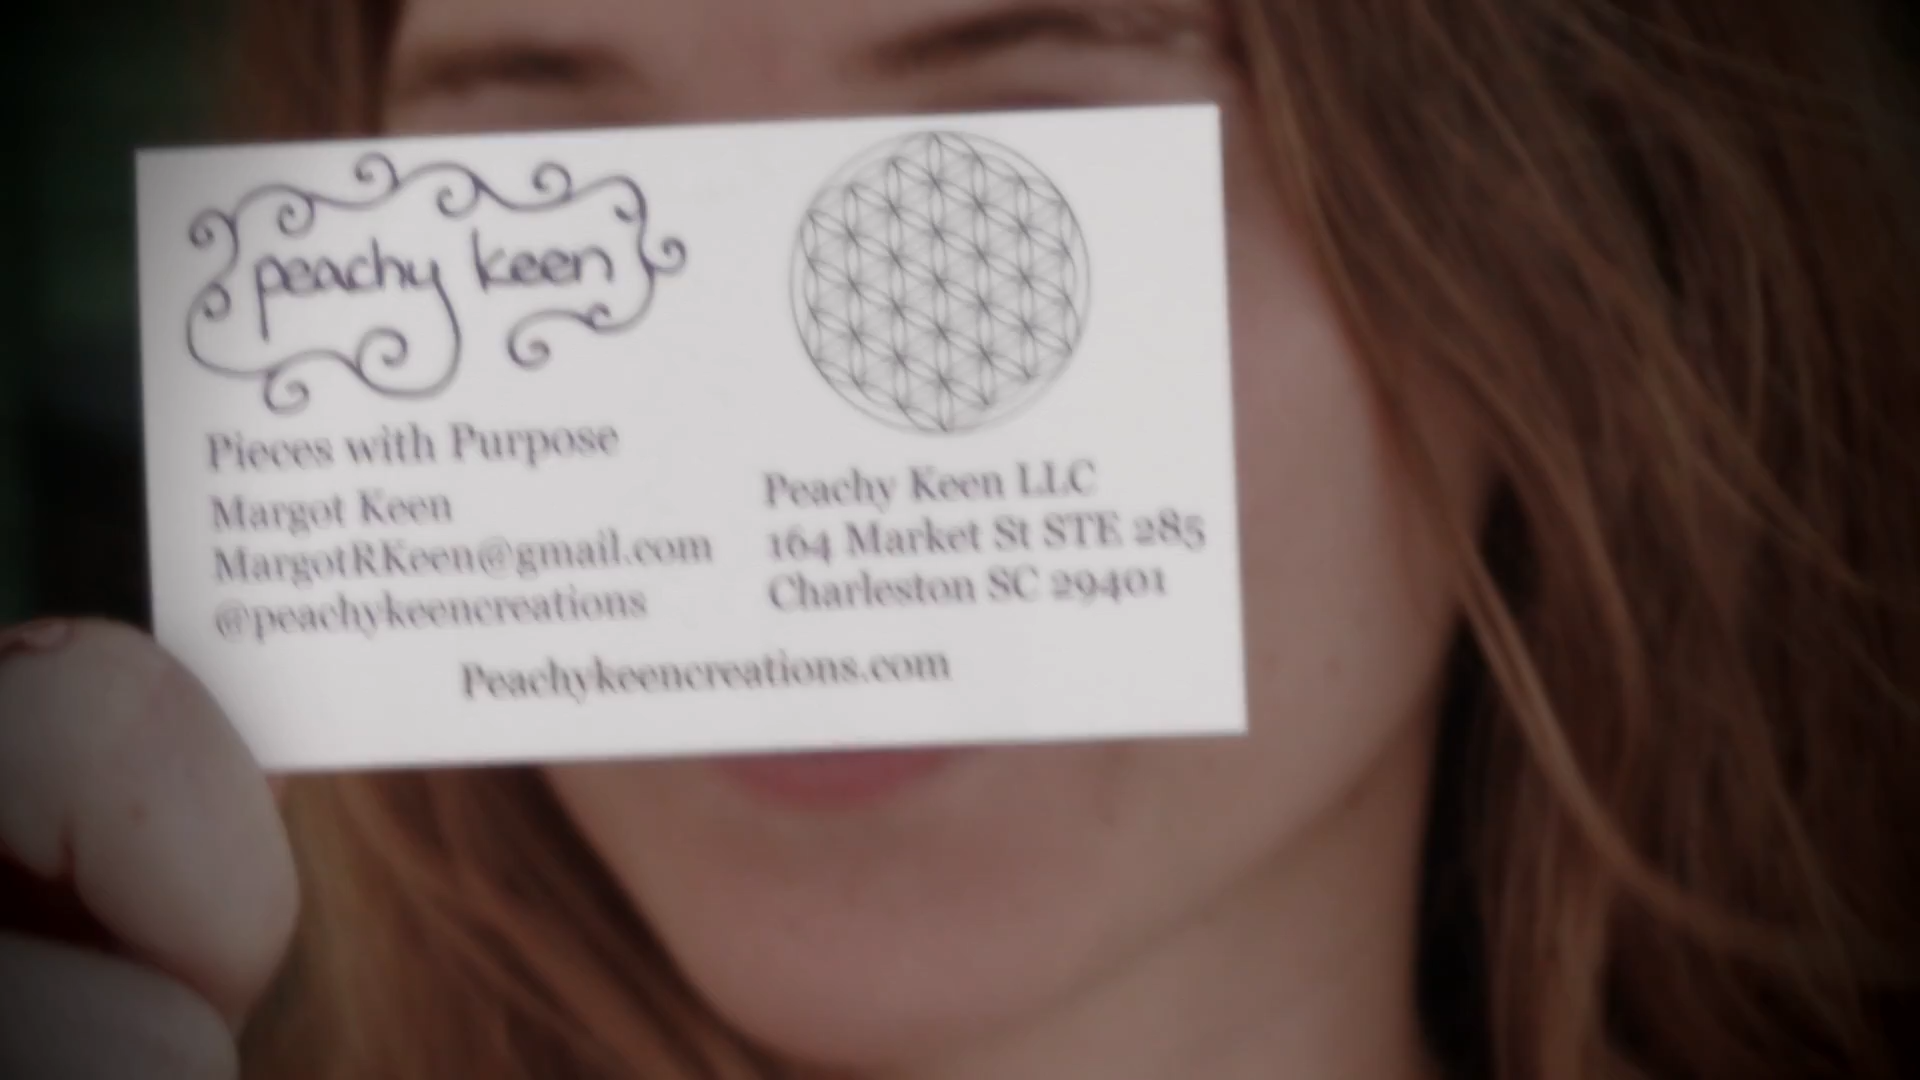 peachy keen
Pieces with Purpose
Margot Keen
MargotRKeen@gmail.com
@peachykeencreations
Peachy Keen LLC
164 Market St STE 285
Charleston SC 29401
Peachykeencreations.com